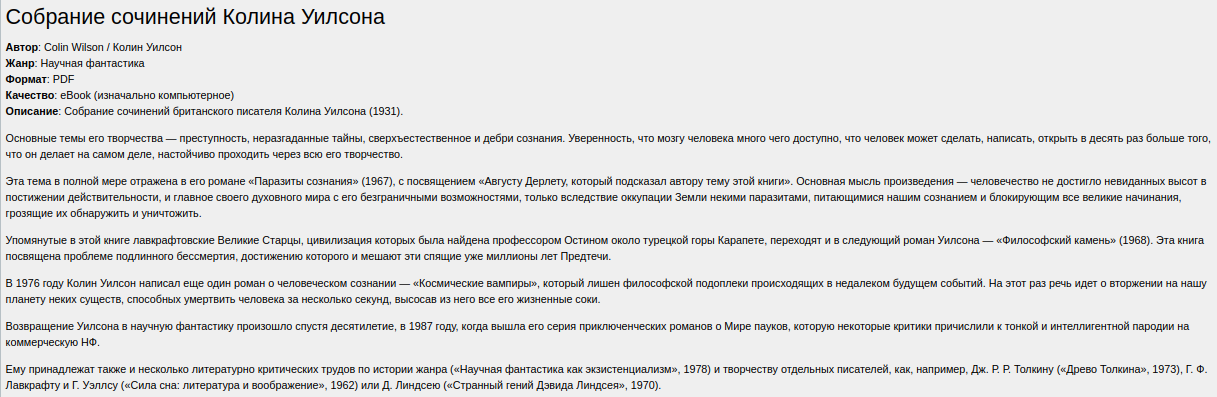 Собрание сочинений Колина Уилсона
Автор: Colin Wilson / Колин Уилсон
Жанр: Научная фантастика
Формат: PDF
Качество: eBook (изначально компьютерное)
Описание: Собрание сочинений британского писателя Колина Уилсона (1931).
Основные темы его творчества — преступность, неразгаданные тайны, сверхъестественное и дебри сознания. Уверенность, что мозгу человека много чего доступно, что человек может сделать, написать, открыть в десять раз больше того,
что он делает на самом деле, настойчиво проходить через всю его творчество.
Эта тема в полной мере отражена в его романе «Паразиты сознания» (1967), с посвящением «Августу Дерлету, который подсказал автору тему этой книги». Основная мысль произведения — человечество не достигло невиданных высот в
постижении действительности, и главное своего духовного мира с его безграничными возможностями, только вследствие оккупации Земли некими паразитами, питающимися нашим сознанием и блокирующим все великие начинания,
грозящие их обнаружить и уничтожить.
Упомянутые в этой книге лавкрафтовские Великие Старцы, цивилизация которых была найдена профессором Остином около турецкой горы Карапете, переходят и в следующий роман Уилсона — «Философский камень» (1968). Эта книга
посвящена проблеме подлинного бессмертия, достижению которого и мешают эти спящие уже миллионы лет Предтечи.
В 1976 году Колин Уилсон написал еще один роман о человеческом сознании — «Космические вампиры», который лишен философской подоплеки происходящих в недалеком будущем событий. На этот раз речь идет о вторжении на нашу
планету неких существ, способных умертвить человека за несколько секунд, высосав из него все его жизненные соки.
Возвращение Уилсона в научную фантастику произошло спустя десятилетие, в 1987 году, когда вышла его серия приключенческих романов о Мире пауков, которую некоторые критики причислили к тонкой и интеллигентной пародии на
коммерческую НФ.
Ему принадлежат также и несколько литературно критических трудов по истории жанра («Научная фантастика как экзистенциализм», 1978) и творчеству отдельных писателей, как, например, Дж. Р. Р. Толкину («Древо Толкина», 1973), Г. Ф.
Лавкрафту и Г. Уэллсу («Сила сна: литература и воображение», 1962) или Д. Линдсею («Странный гений Дэвида Линдсея», 1970).